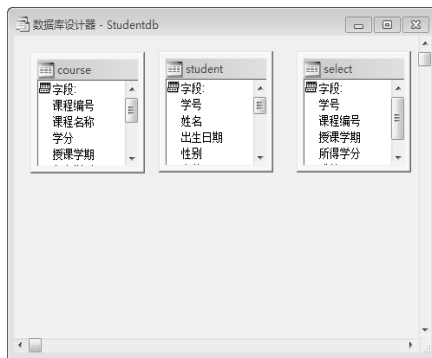 数据库设计器 - Studentdb
course
字段:
课程编号
课程名称
学分
授课学期
student
字段:
学号
姓名
出生日期
性别
select
字段:
学号
课程编号
授课学期
所得学分